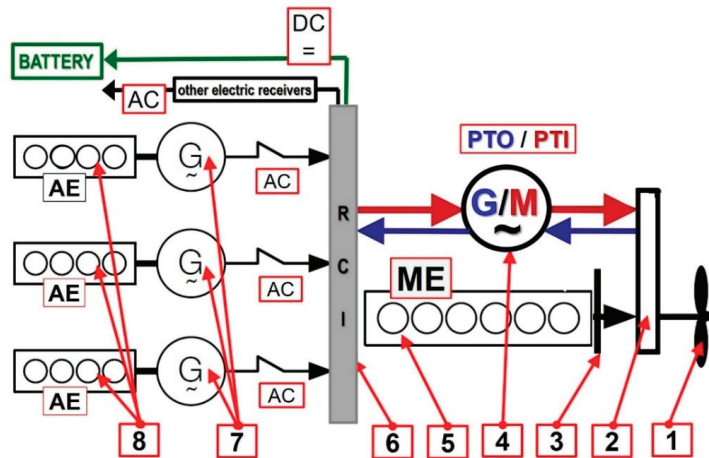 DC
=
BATTERY
AC
other electric receivers
PTO / PTI
G
~
AE
AC
R
G/M
~
G
~
AE
AC
C
ME
G
~
AE
AC
I
8
7
6
5
4
3
2
1